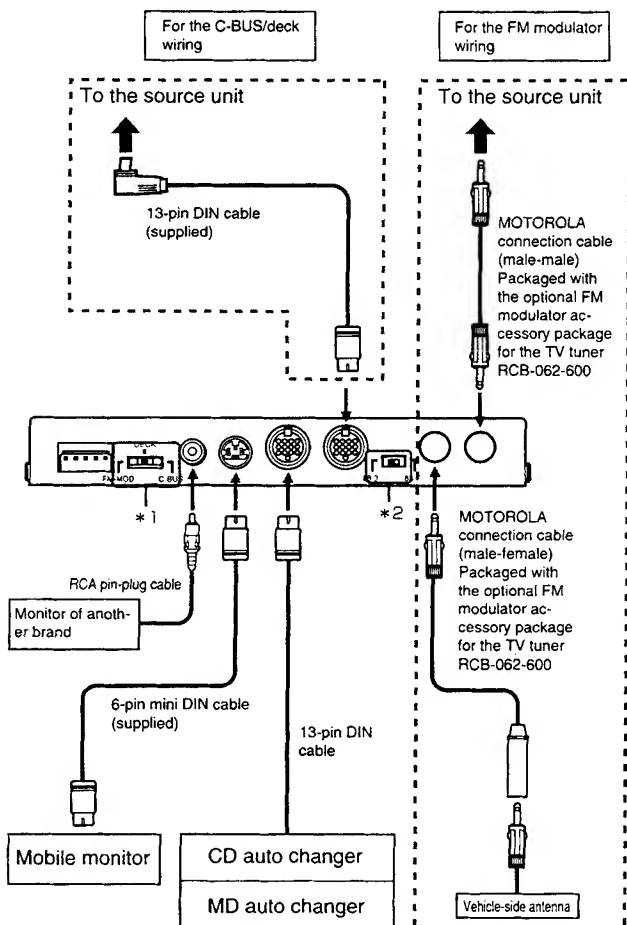 For the C-BUS/deck
wiring
For the FM modulator
wiring
To the source unit
To the source unit
13-pin DIN cable
(supplied)
MOTOROLA
connection cable
(male-male)
Packaged with
the optional FM
modulator ac-
cessory package
for the TV tuner
RCB-062-600
DECK
FM-MOD
C-BUS
*1
*2
MOTOROLA
connection cable
(male-female)
Packaged with
the optional FM
modulator ac-
cessory package
for the TV tuner
RCB-062-600
RCA pin-plug cable
Monitor of anoth-
er brand
6-pin mini DIN cable
(supplied)
13-pin DIN
cable
Mobile monitor
CD auto changer
MD auto changer
Vehicle-side antenna